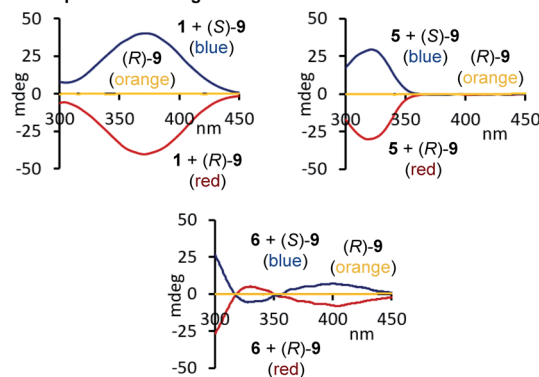 50
25
0
-25
-50
mdeg
300
350
400
450
nm
1 + (S)-9
(blue)
(R)-9
(orange)
1 + (R)-9
(red)
50
25
0
-25
-50
mdeg
300
350
400
450
nm
5 + (S)-9
(blue)
(R)-9
(orange)
5 + (R)-9
(red)
50
25
0
-25
-50
mdeg
300
350
400
450
nm
6 + (S)-9
(blue)
(R)-9
(orange)
6 + (R)-9
(red)